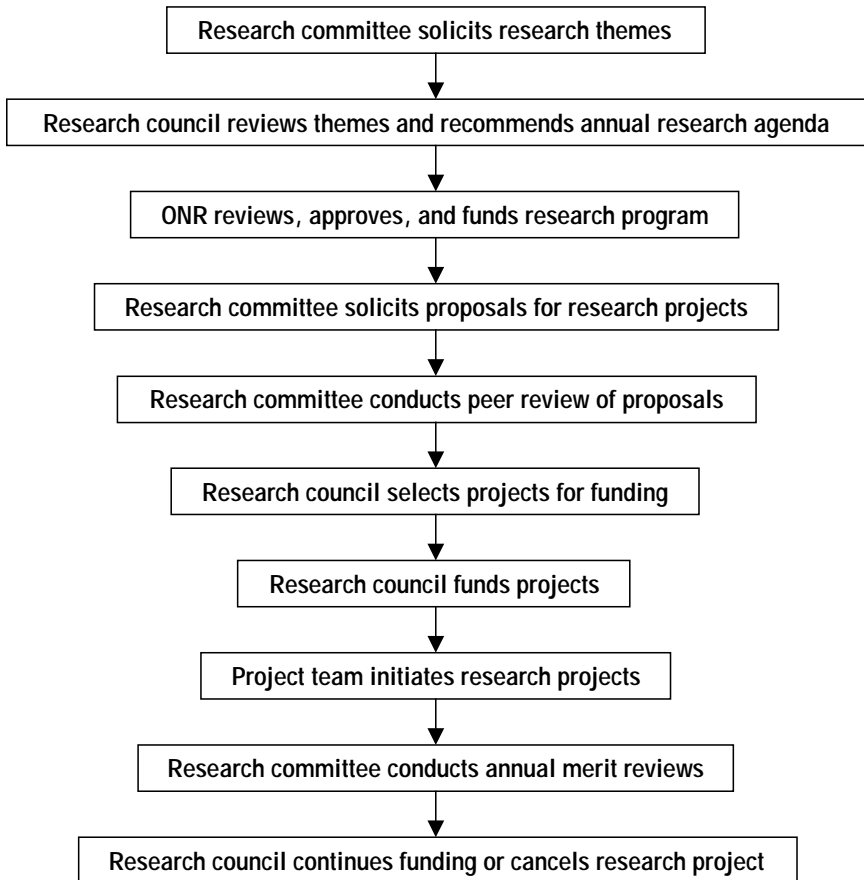 Research committee solicits research themes
Research council reviews themes and recommends annual research agenda
ONR reviews, approves, and funds research program
Research committee solicits proposals for research projects
Research committee conducts peer review of proposals
Research council selects projects for funding
Research council funds projects
Project team initiates research projects
Research committee conducts annual merit reviews
Research council continues funding or cancels research project